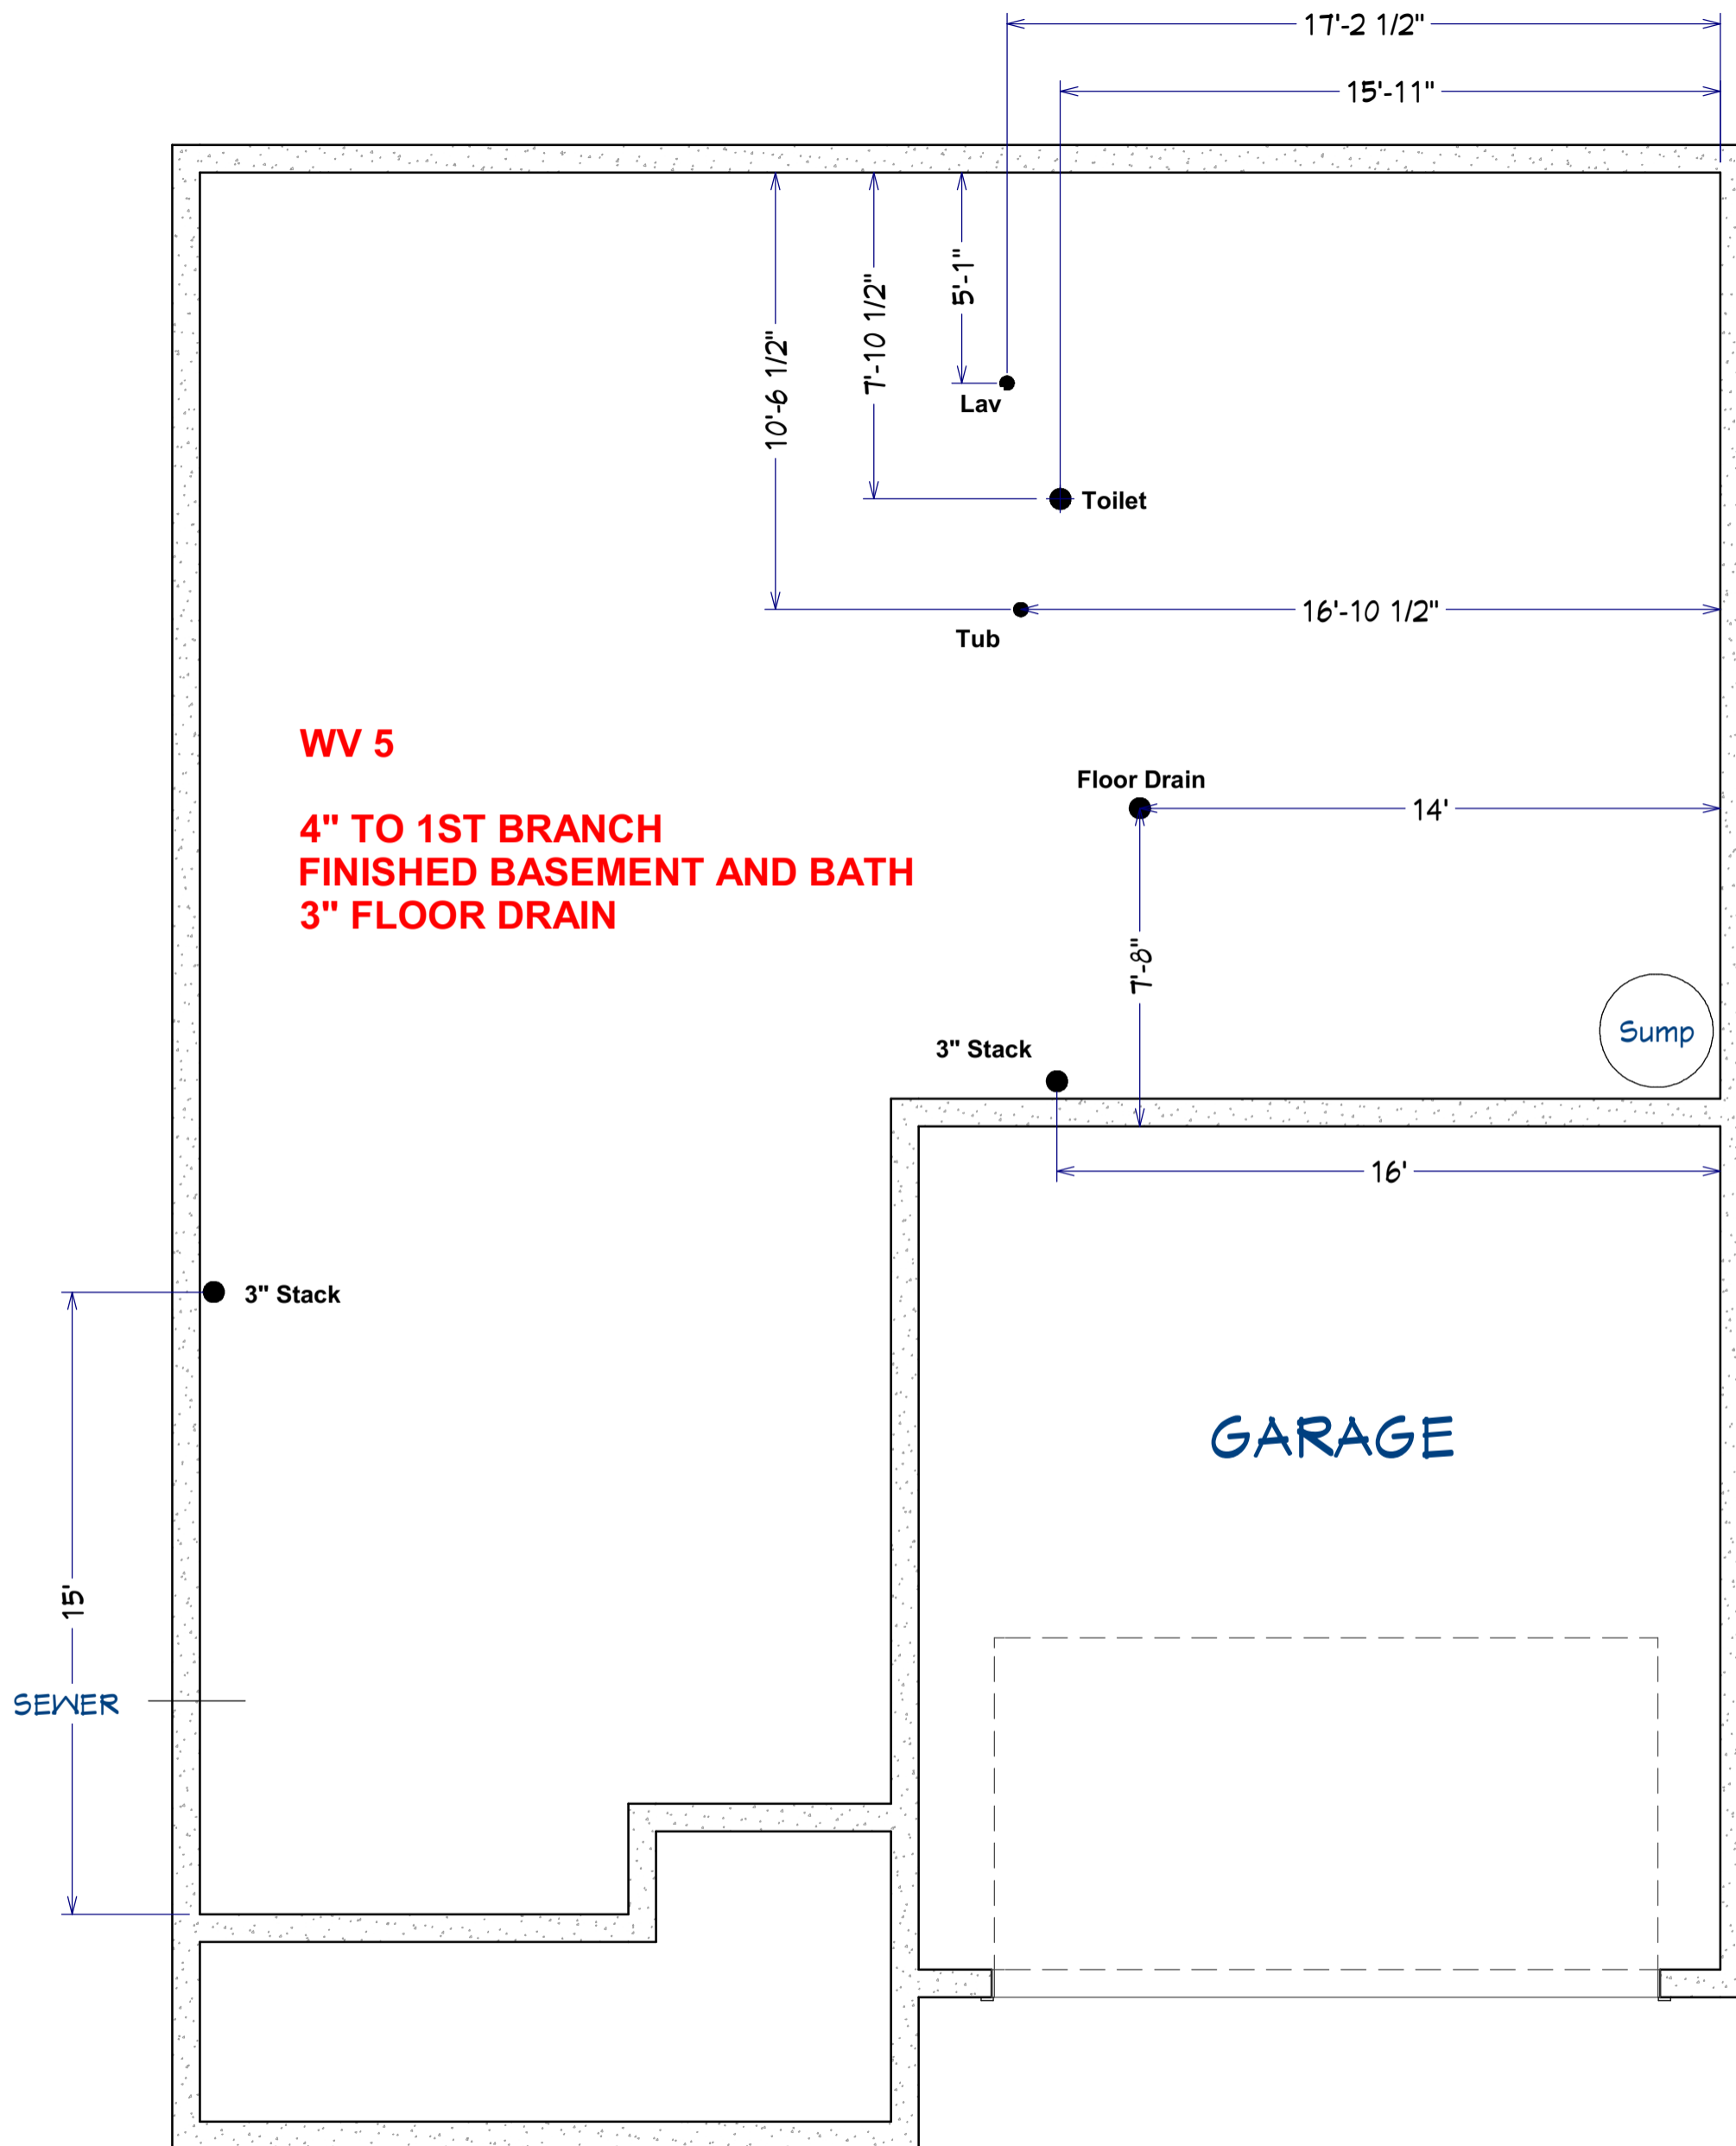 17'-2 1/2"
15'-11"
5'-1"
7'-10 1/2"
10'-6 1/2"
Lav
Toilet
16'-10 1/2"
Tub
WV 5
Floor Drain
14'
4" TO 1ST BRANCH
FINISHED BASEMENT AND BATH
3" FLOOR DRAIN
7'-8"
Sump
3" Stack
16'
3" Stack
GARAGE
15'
SEWER